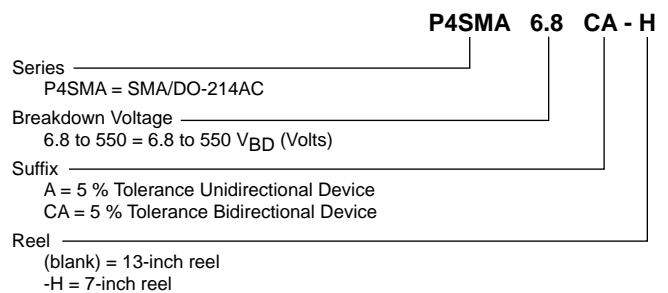 P4SMA 6.8 CA - H
Series
P4SMA = SMA/DO-214AC
Breakdown Voltage
6.8 to 550 = 6.8 to 550 VBD (Volts)
Suffix
A = 5 % Tolerance Unidirectional Device
CA = 5 % Tolerance Bidirectional Device
Reel
(blank) = 13-inch reel
-H = 7-inch reel